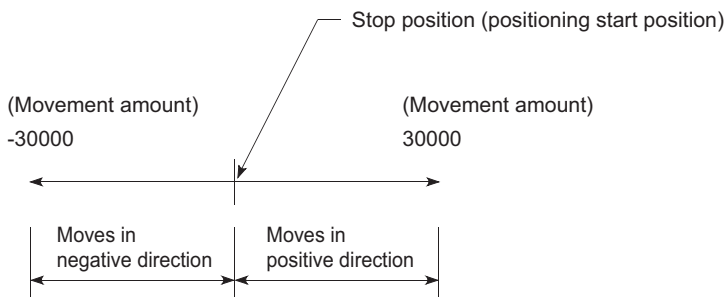 Stop position (positioning start position)
(Movement amount)
-30000
(Movement amount)
30000
Moves in
negative direction
Moves in
positive direction